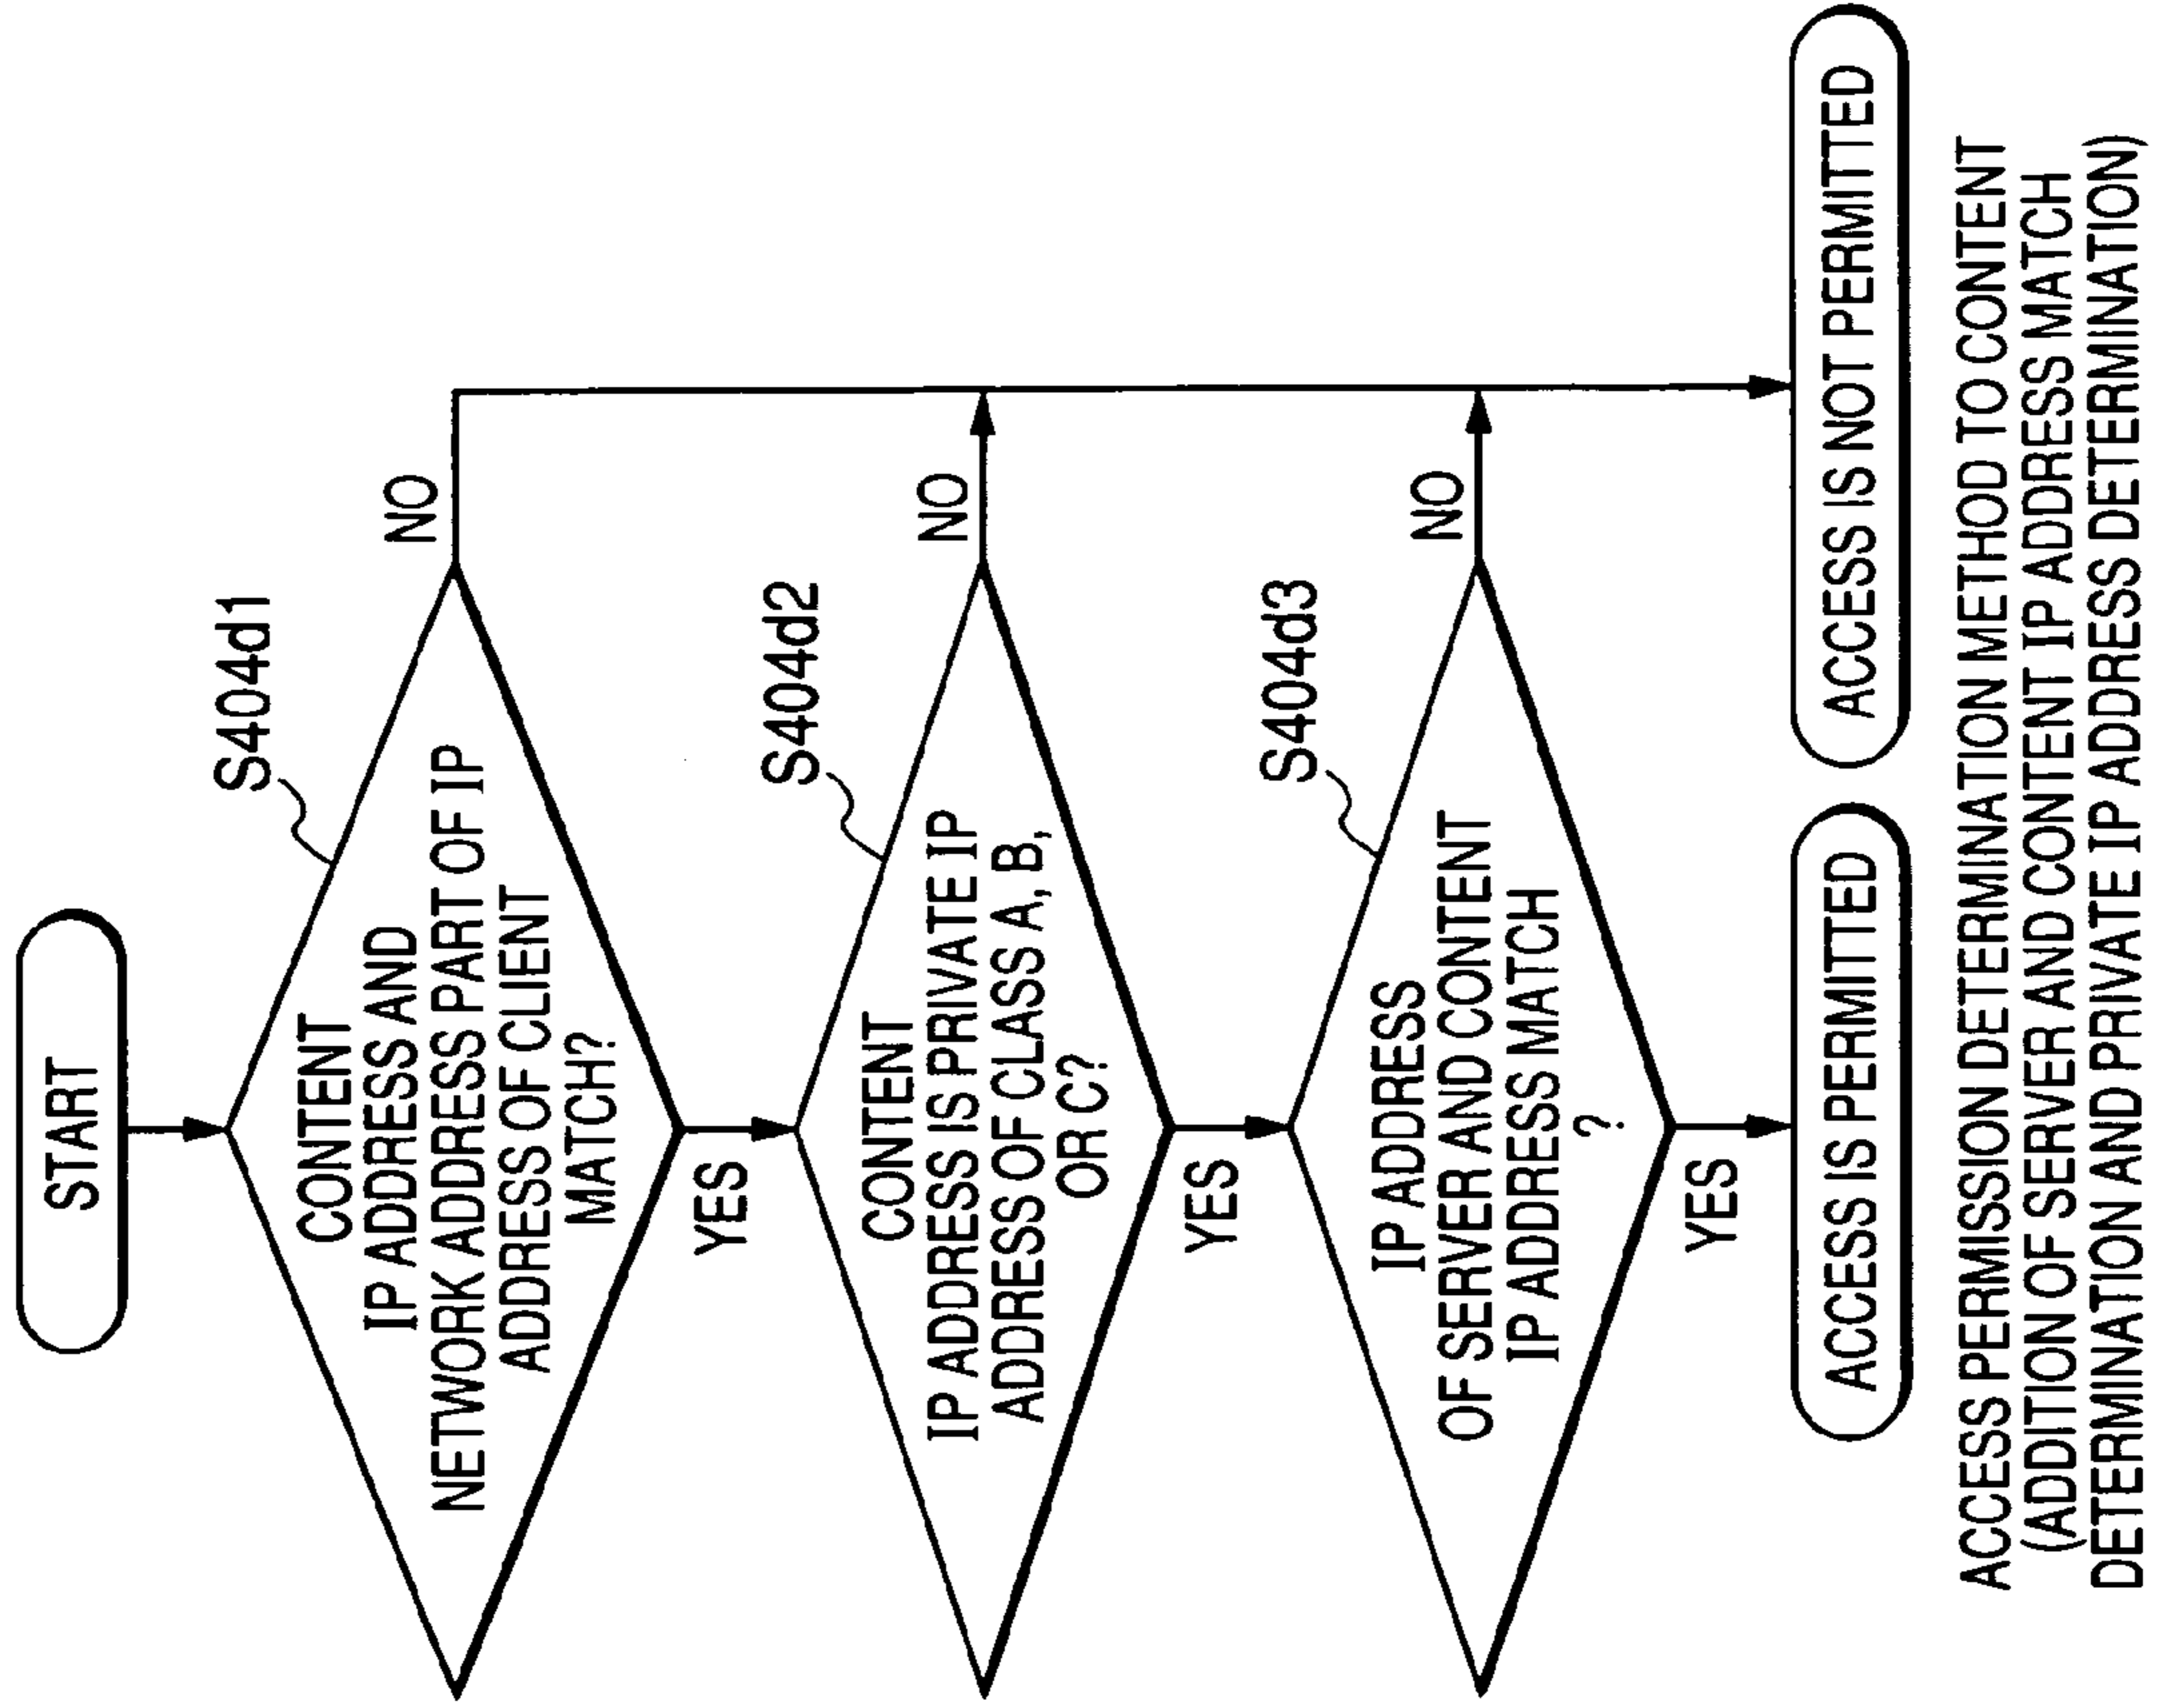 START
S404d1
CONTENT
IP ADDRESS AND
NETWORK ADDRESS PART OF IP
ADDRESS OF CLIENT
MATCH?
NO
YES
S404d2
CONTENT
IP ADDRESS IS PRIVATE IP
ADDRESS OF CLASS A, B,
OR C?
NO
YES
S404d3
IP ADDRESS
OF SERVER AND CONTENT
IP ADDRESS MATCH
?
NO
YES
ACCESS IS PERMITTED
ACCESS IS NOT PERMITTED
ACCESS PERMISSION DETERMINATION METHOD TO CONTENT
(ADDITION OF SERVER AND CONTENT IP ADDRESS MATCH
DETERMINATION AND PRIVATE IP ADDRESS DETERMINATION)